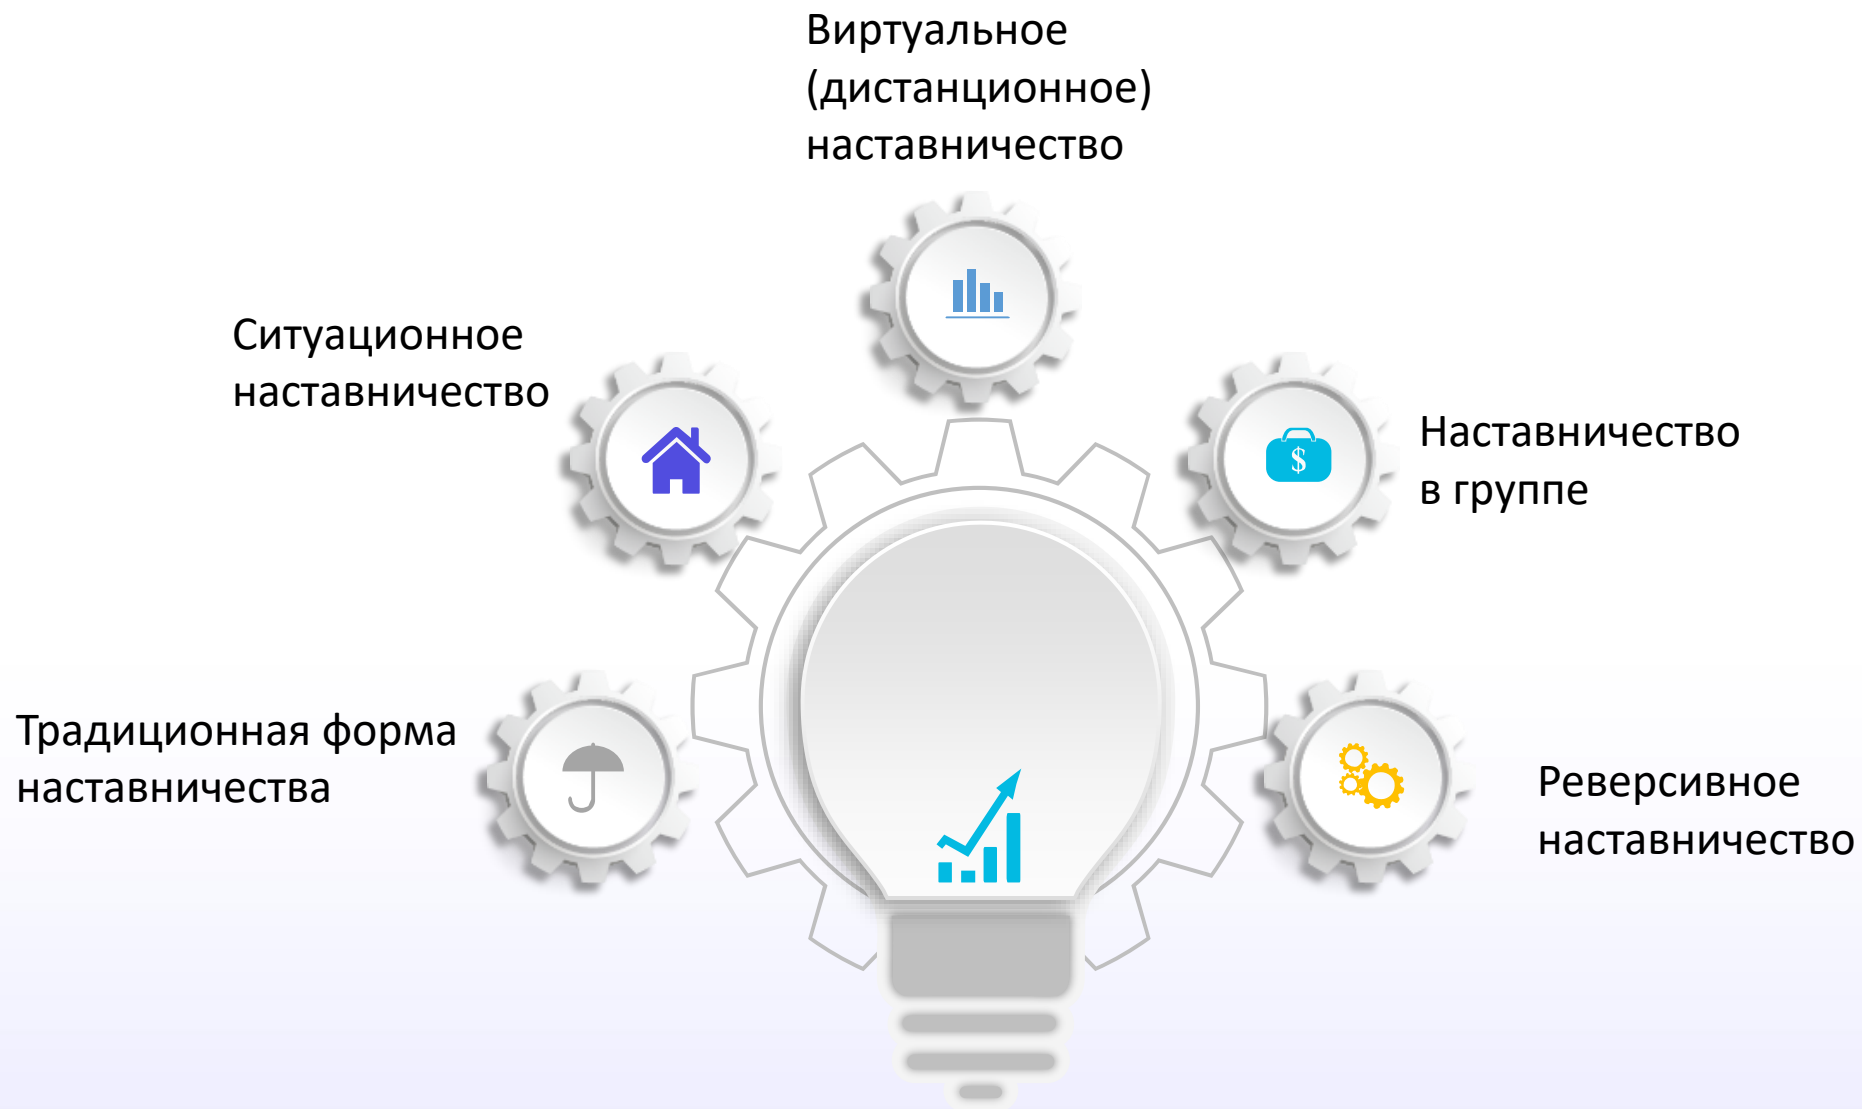 Виртуальное
(дистанционное)
наставничество
Ситуационное
наставничество
Наставничество
в группе
$
Традиционная форма
наставничества
Реверсивное
наставничество